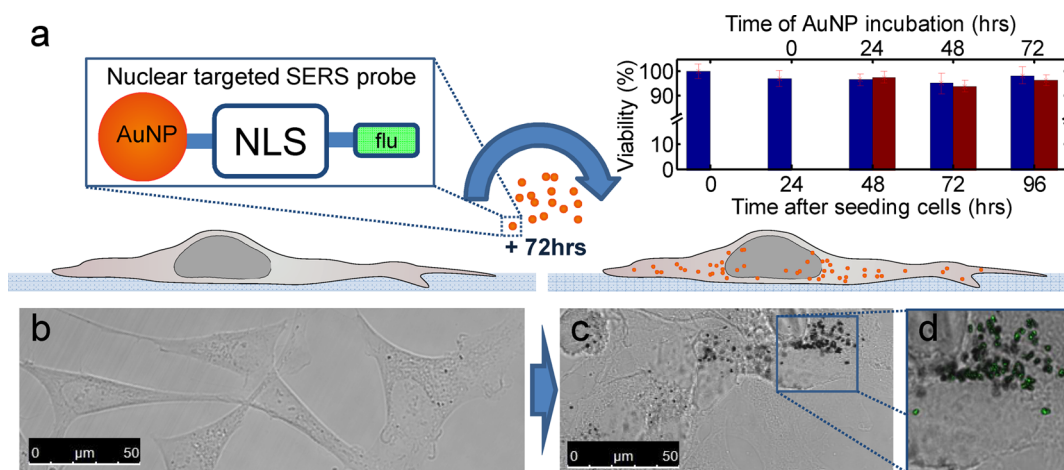 a
Nuclear targeted SERS probe
AuNP
NLS
flu
+ 72hrs
Time of AuNP incubation (hrs)
0 24 48 72
Viability (%)
100
90
10
0
0 24 48 72 96
Time after seeding cells (hrs)
b
0 µm 50
c
0 µm 50
d